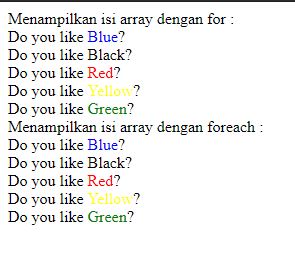 Menampilkan isi array dengan for :
Do you like Blue?
Do you like Black?
Do you like Red?
Do you like Yellow?
Do you like Green?
Menampilkan isi array dengan foreach :
Do you like Blue?
Do you like Black?
Do you like Red?
Do you like Yellow?
Do you like Green?